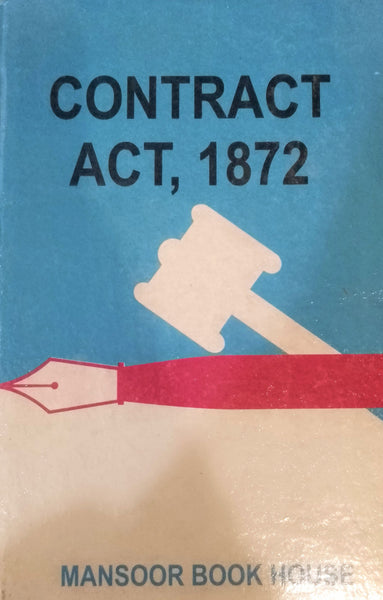 CONTRACT
ACT, 1872
MANSOOR BOOK HOUSE